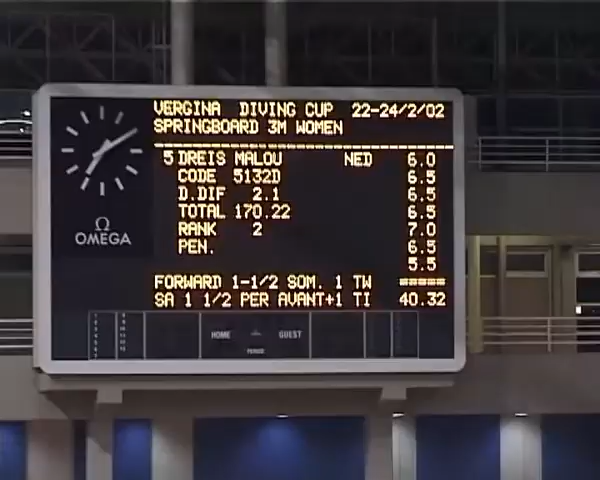 VERGINA DIVING CUP 22-24/2/02
SPRINGBOARD 3M WOMEN
5 DREIS MALOU NED 6.0
CODE 5132D 6.5
D.DIF 2.1 6.5
TOTAL 170.22 6.5
RANK 2 7.0
PEN. 6.5
5.5
FORWARD 1-1/2 SOM. 1 TW =====
SA 1 1/2 PER AVANT+1 TI 40.32
Ω
OMEGA
HOME GUEST